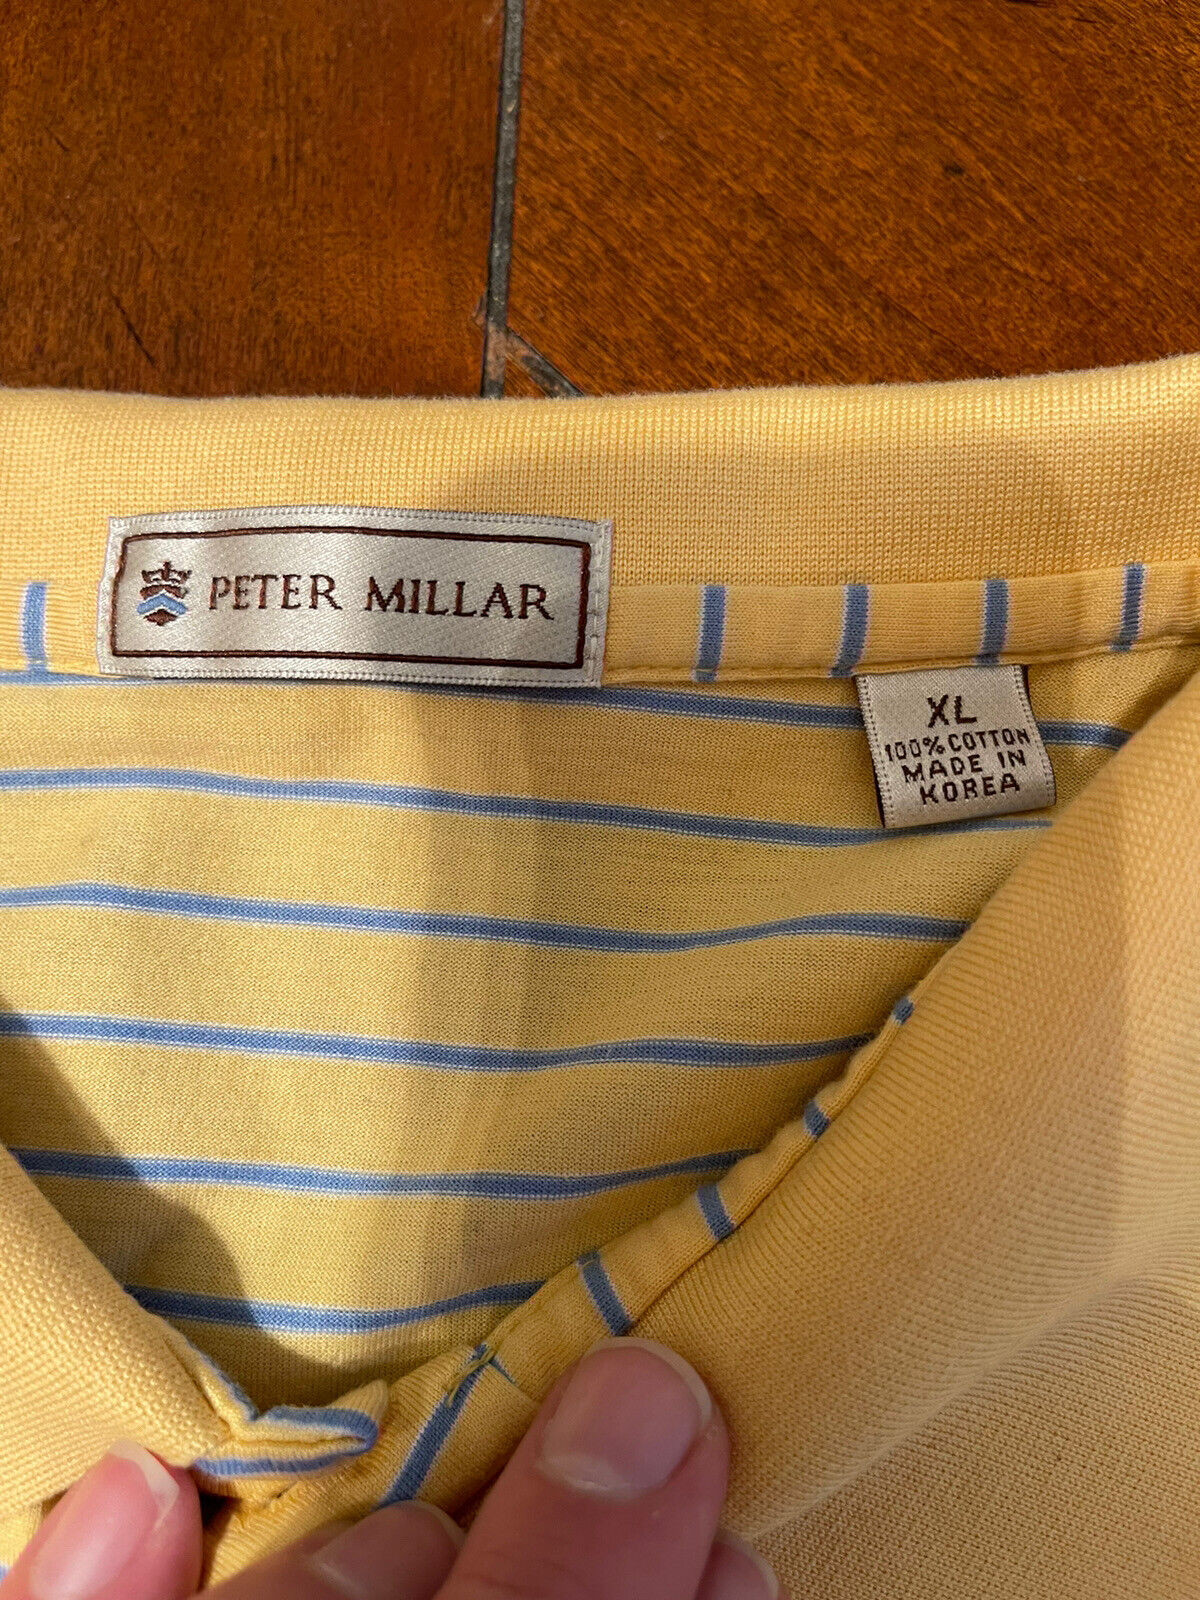 PETER MILLAR
XL
100% COTTON
MADE IN
KOREA